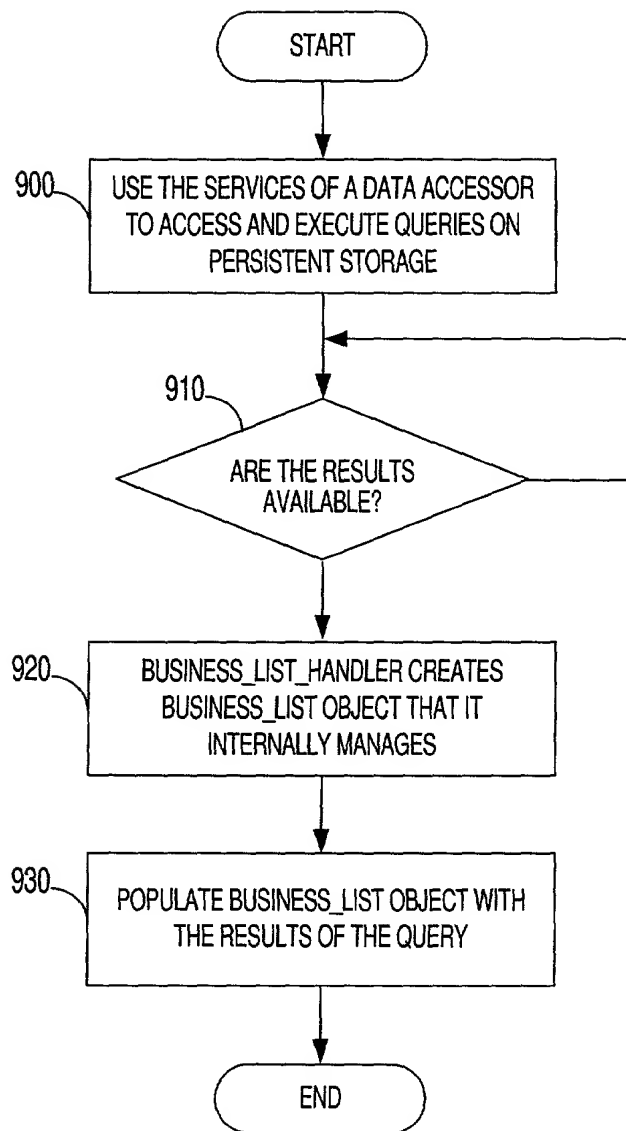 START
900
USE THE SERVICES OF A DATA ACCESSOR
TO ACCESS AND EXECUTE QUERIES ON
PERSISTENT STORAGE
910
ARE THE RESULTS
AVAILABLE?
920
BUSINESS_LIST_HANDLER CREATES
BUSINESS_LIST OBJECT THAT IT
INTERNALLY MANAGES
930
POPULATE BUSINESS_LIST OBJECT WITH
THE RESULTS OF THE QUERY
END